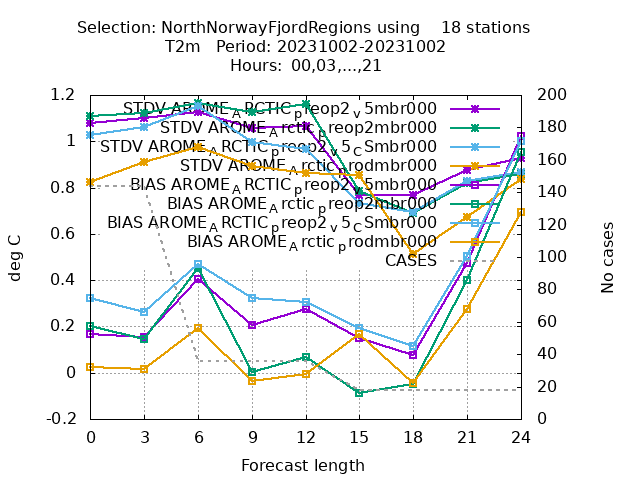 Selection: NorthNorwayFjordRegions using 18 stations
T2m Period: 20231002-20231002
Hours: 00,03,...,21
1.2
1
0.8
0.6
0.4
0.2
0
-0.2
deg C
STDV AROME_ARCTIC_preop2_v5mbr000
STDV AROME_Arctic_preop2mbr000
STDV AROME_ARCTIC_preop2_v5_CSmbr000
STDV AROME_Arctic_prodmbr000
BIAS AROME_ARCTIC_preop2_v5mbr000
BIAS AROME_Arctic_preop2mbr000
BIAS AROME_ARCTIC_preop2_v5_CSmbr000
BIAS AROME_Arctic_prodmbr000
CASES
200
180
160
140
120
100
80
60
40
20
0
No cases
0 3 6 9 12 15 18 21 24
Forecast length